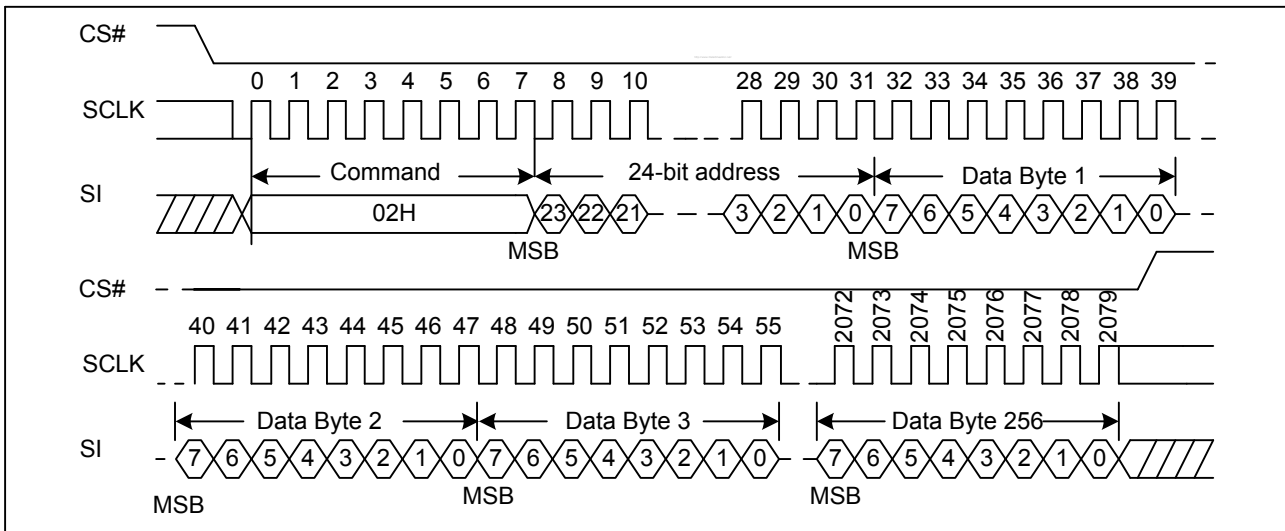 CS#
0 1 2 3 4 5 6 7 8 9 10 28 29 30 31 32 33 34 35 36 37 38 39
SCLK
Command 24-bit address Data Byte 1
SI
02H 23 22 21 3 2 1 0 7 6 5 4 3 2 1 0
MSB MSB
CS#
40 41 42 43 44 45 46 47 48 49 50 51 52 53 54 55 2072 2073 2074 2075 2076 2077 2078 2079
SCLK
Data Byte 2 Data Byte 3 Data Byte 256
SI
7 6 5 4 3 2 1 0 7 6 5 4 3 2 1 0 7 6 5 4 3 2 1 0
MSB MSB MSB